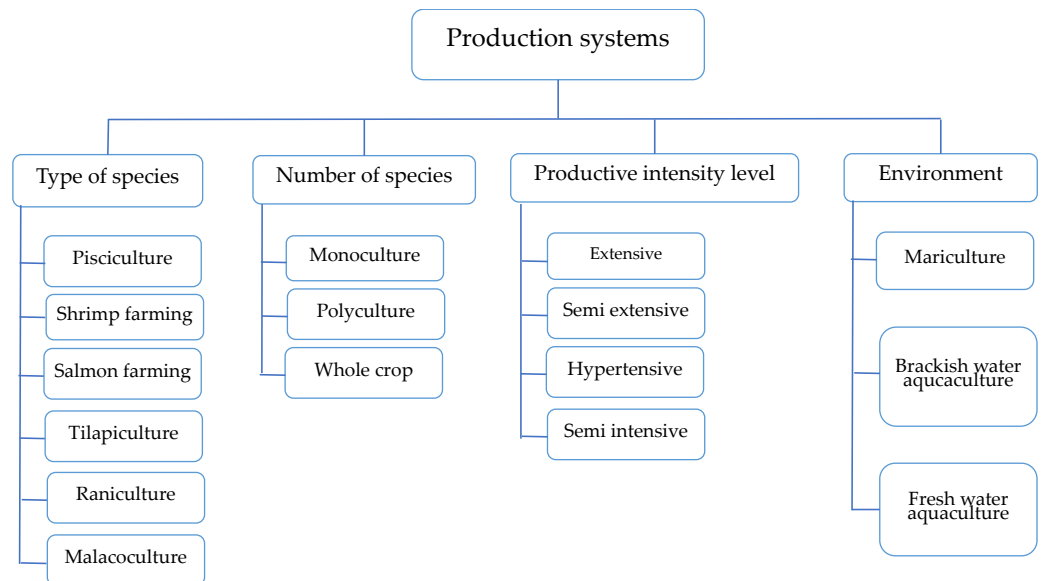 Production systems
Type of species
Pisciculture
Shrimp farming
Salmon farming
Tilapiculture
Raniculture
Malacoculture
Number of species
Monoculture
Polyculture
Whole crop
Productive intensity level
Extensive
Semi extensive
Hypertensive
Semi intensive
Environment
Mariculture
Brackish water
aqucaculture
Fresh water
aquaculture